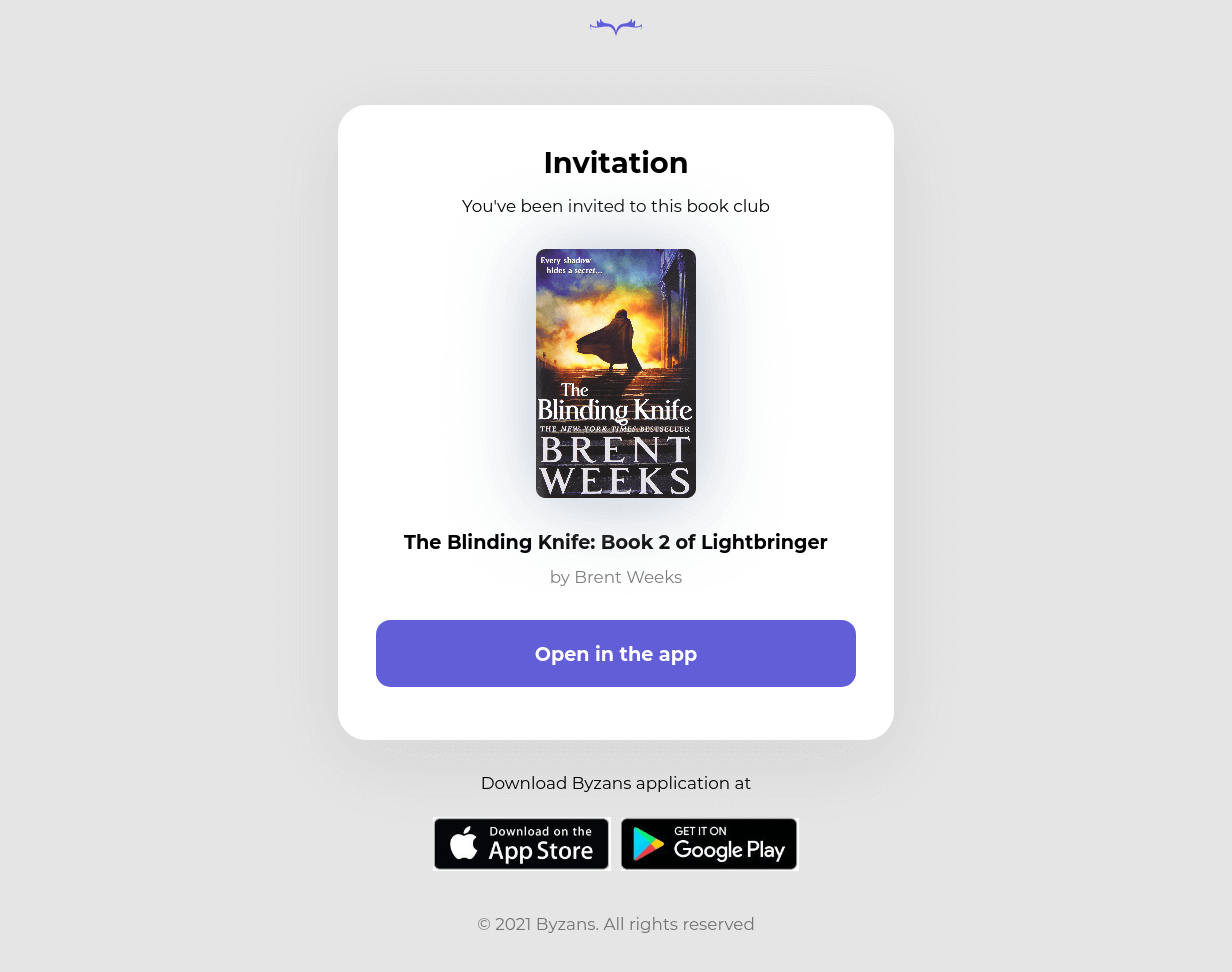 Invitation
You've been invited to this book club
Every shadow
hides a secret...
The
Blinding Knife
THE NEW YORK TIMES BESTSELLER
BRENT
WEEKS
The Blinding Knife: Book 2 of Lightbringer
by Brent Weeks
Open in the app
Download Byzans application at
Download on the
App Store
GET IT ON
Google Play
© 2021 Byzans. All rights reserved